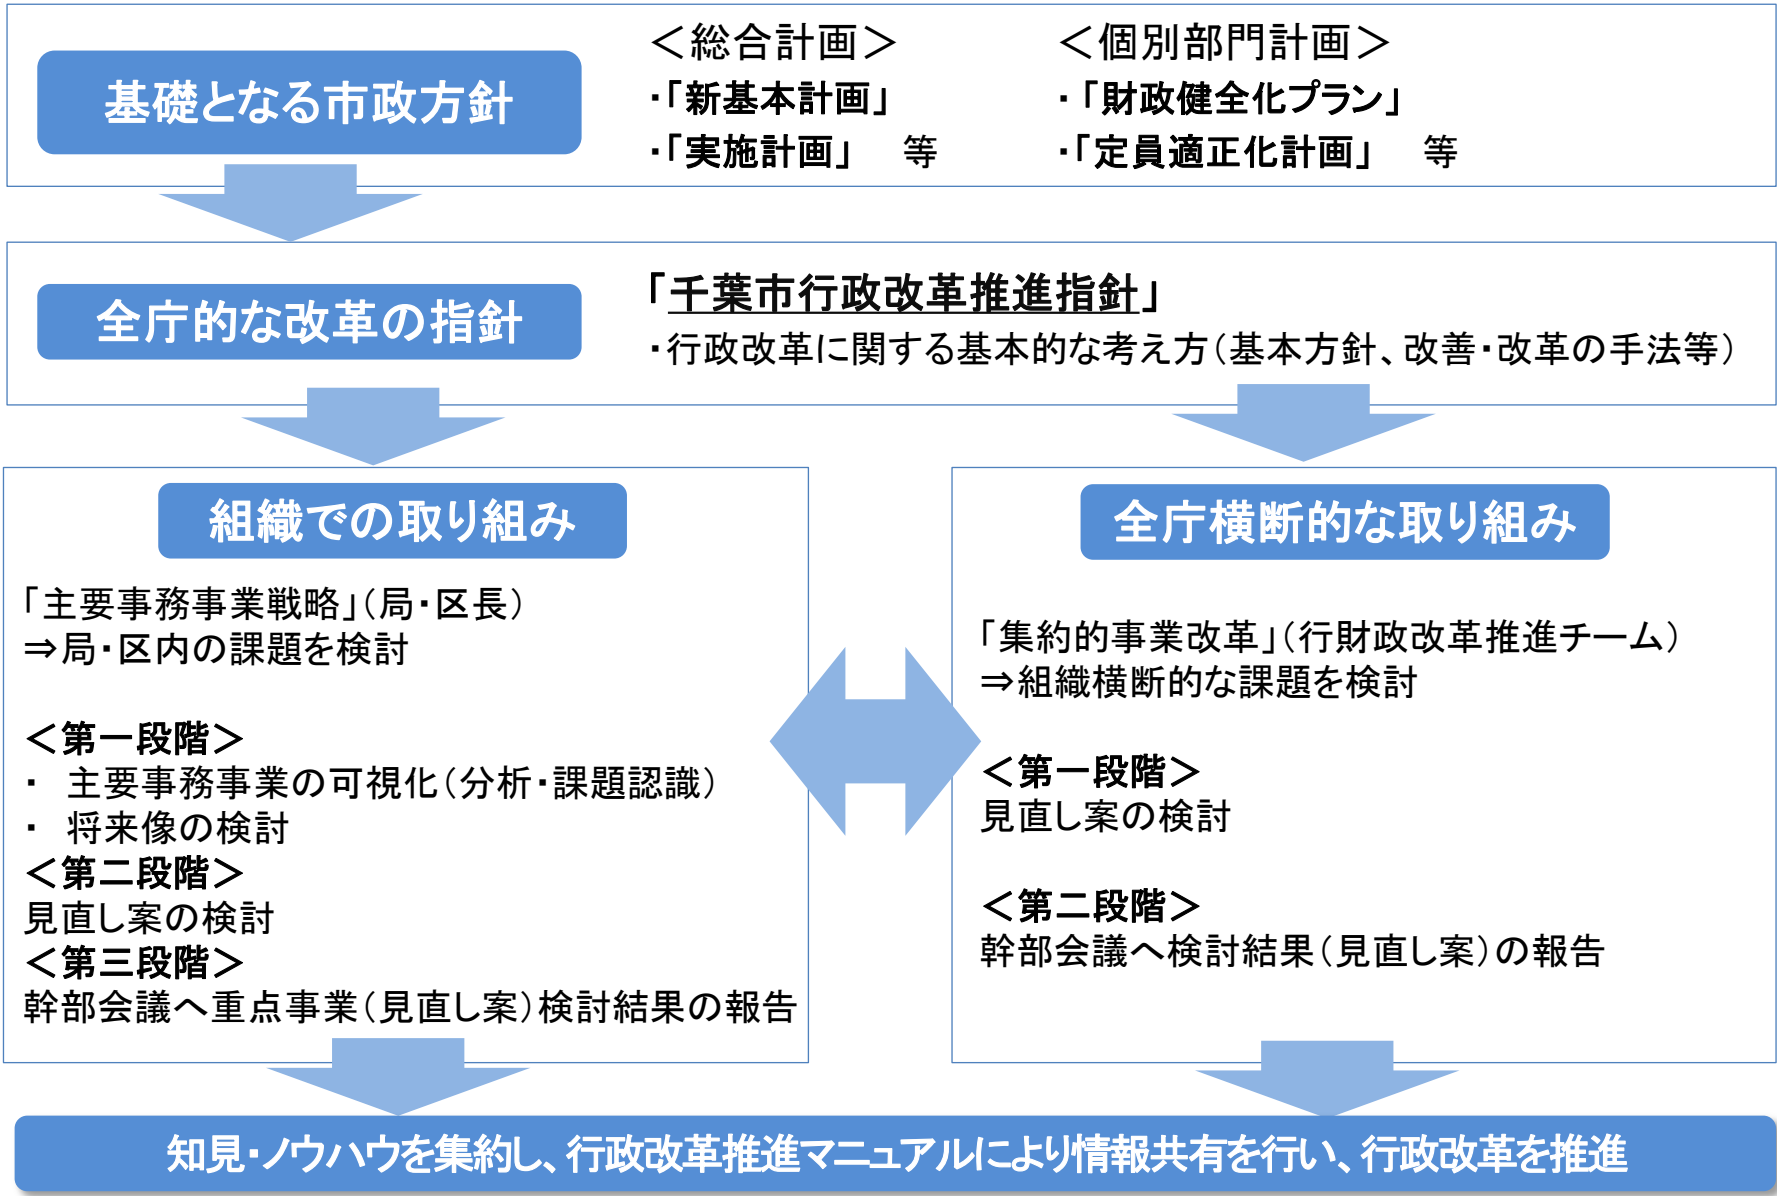 基礎となる市政方針
＜総合計画＞
・「新基本計画」
・「実施計画」　等
＜個別部門計画＞
・「財政健全化プラン」
・「定員適正化計画」　等
全庁的な改革の指針
「千葉市行政改革推進指針」
・行政改革に関する基本的な考え方（基本方針、改善・改革の手法等）
組織での取り組み
「主要事務事業戦略」（局・区長）
⇒局・区内の課題を検討
＜第一段階＞
・　主要事務事業の可視化（分析・課題認識）
・　将来像の検討
＜第二段階＞
見直し案の検討
＜第三段階＞
幹部会議へ重点事業（見直し案）検討結果の報告
全庁横断的な取り組み
「集約的事業改革」（行財政改革推進チーム）
⇒組織横断的な課題を検討
＜第一段階＞
見直し案の検討
＜第二段階＞
幹部会議へ検討結果（見直し案）の報告
知見・ノウハウを集約し、行政改革推進マニュアルにより情報共有を行い、行政改革を推進